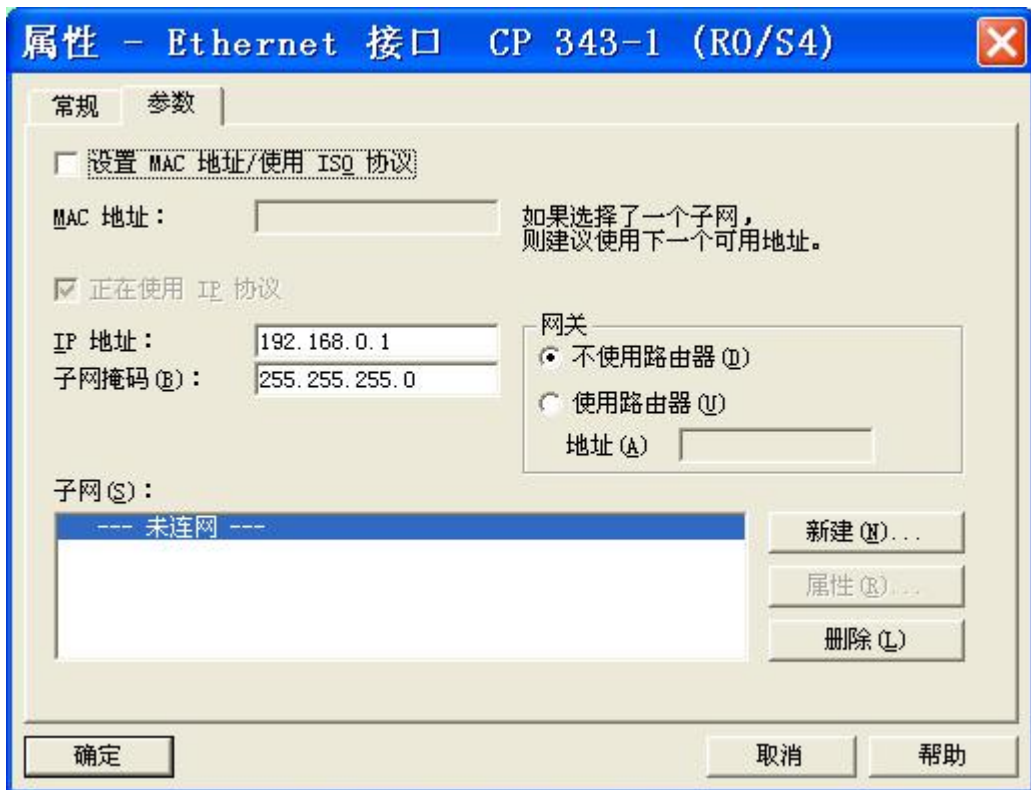 属性 - Ethernet 接口 CP 343-1 (R0/S4)
常规 参数
设置 MAC 地址/使用 ISO 协议
MAC 地址：
如果选择了一个子网，
则建议使用下一个可用地址。
正在使用 IP 协议
IP 地址： 192.168.0.1
子网掩码(B)： 255.255.255.0
网关
不使用路由器(D)
使用路由器(U)
地址(A)
子网(S)：
--- 未连网 ---
新建(N)...
属性(R)...
删除(L)
确定 取消 帮助